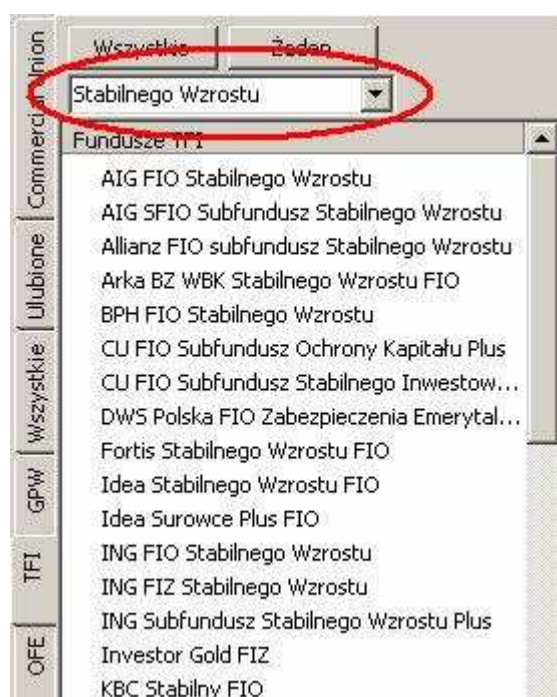 Wszystkie Żaden
Stabilnego Wzrostu
Fundusze TFI
AIG FIO Stabilnego Wzrostu
AIG SFIO Subfundusz Stabilnego Wzrostu
Allianz FIO subfundusz Stabilnego Wzrostu
Arka BZ WBK Stabilnego Wzrostu FIO
BPH FIO Stabilnego Wzrostu
CU FIO Subfundusz Ochrony Kapitału Plus
CU FIO Subfundusz Stabilnego Inwestow...
DWS Polska FIO Zabezpieczenia Emerytal...
Fortis Stabilnego Wzrostu FIO
Idea Stabilnego Wzrostu FIO
Idea Surowce Plus FIO
ING FIO Stabilnego Wzrostu
ING FIZ Stabilnego Wzrostu
ING Subfundusz Stabilnego Wzrostu Plus
Investor Gold FIZ
KBC Stabilny FIO
Commercial Union
Ulubione
Wszystkie
GPW
TFI
OFE